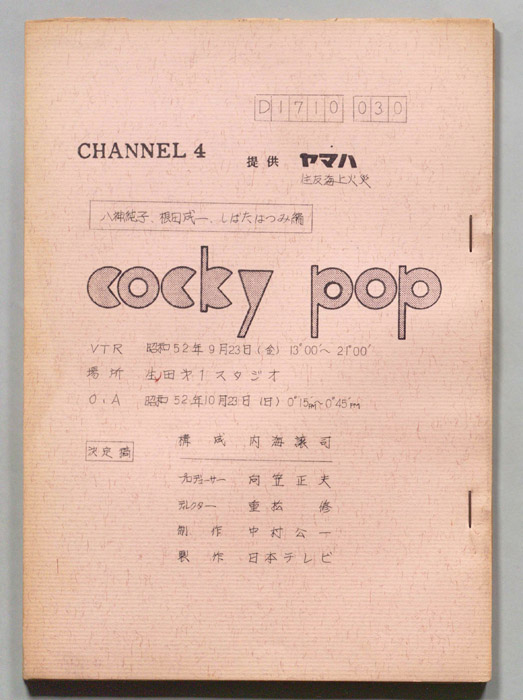 D1710 030
CHANNEL 4 提供 ヤマハ
住友海上火災
八神純子、根田成一、しばたはつみ編
cocky pop
VTR 昭和52年9月23日(金) 13°00'~21°00'
場所 生田第1スタジオ
O.A 昭和52年10月23日(日) 0°15'~0°45'
決定稿
構成 内海譲司
プロデューサー 向笠正夫
ディレクター 重松修
制作 中村公一
製作 日本テレビ